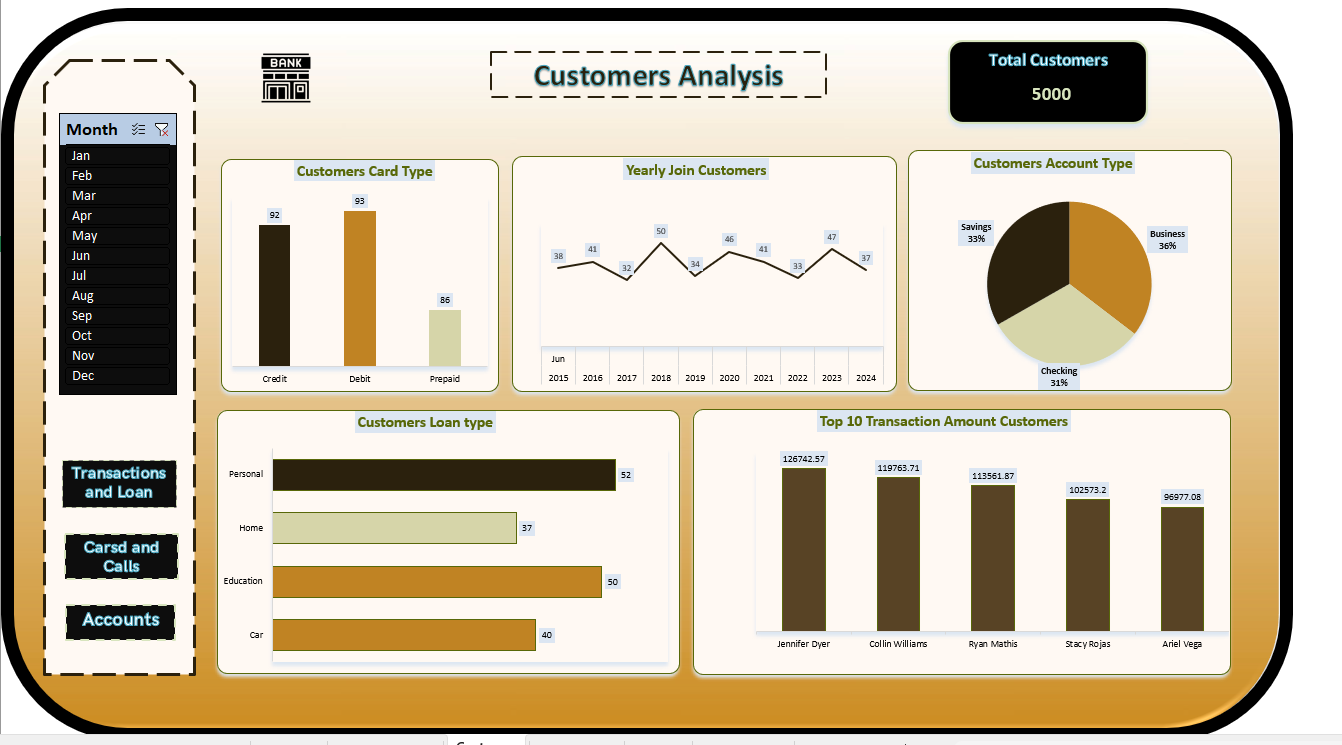 BANK
Customers Analysis
Total Customers
5000
Month
Jan
Feb
Mar
Apr
May
Jun
Jul
Aug
Sep
Oct
Nov
Dec
Transactions
and Loan
Carsd and
Calls
Accounts
Customers Card Type
92
93
86
Credit Debit Prepaid
Yearly Join Customers
38 41 32 50 34 46 41 33 47 37
Jun
2015 2016 2017 2018 2019 2020 2021 2022 2023 2024
Customers Account Type
Savings
33%
Business
36%
Checking
31%
Customers Loan type
Personal 52
Home 37
Education 50
Car 40
Top 10 Transaction Amount Customers
126742.57 119763.71 113561.87 102573.2 96977.08
Jennifer Dyer Collin Williams Ryan Mathis Stacy Rojas Ariel Vega